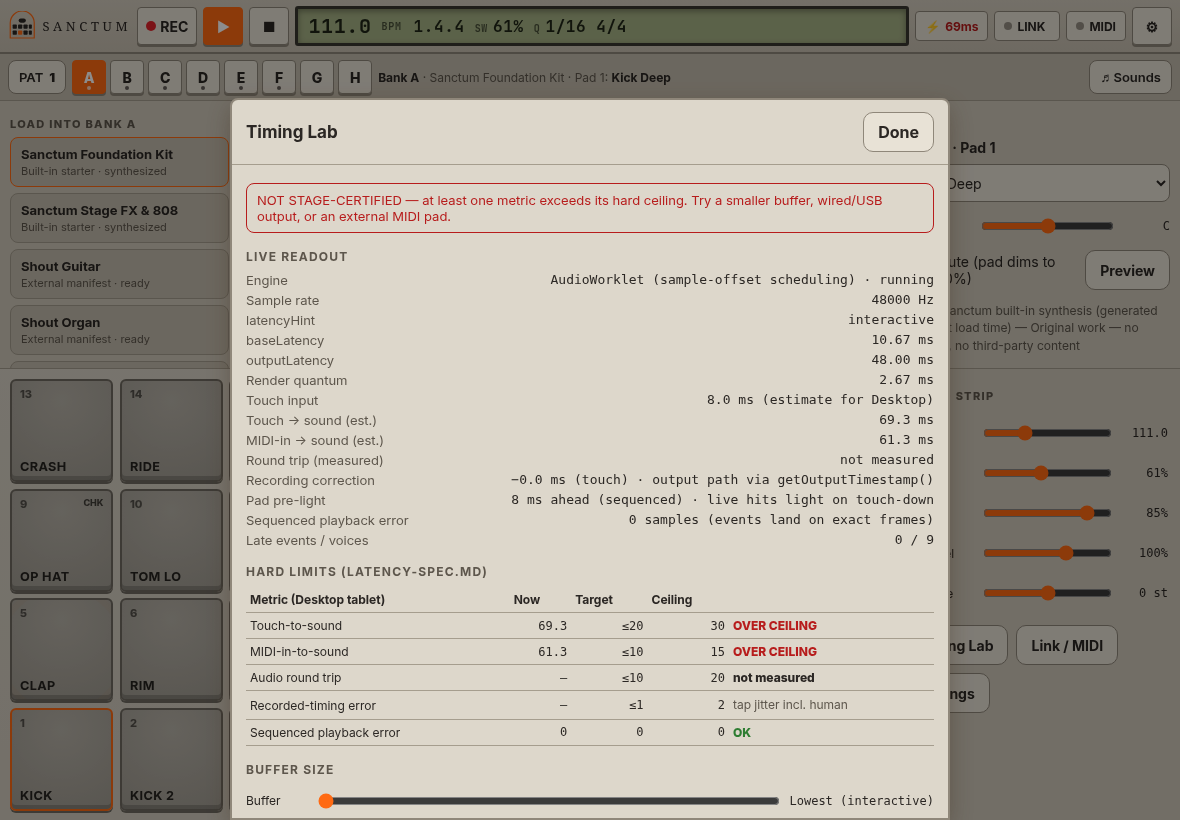 SANCTUM
REC
111.0 BPM 1.4.4 SW 61% Q 1/16 4/4
⚡ 69ms
LINK
MIDI
PAT 1
A B C D E F G H
Bank A · Sanctum Foundation Kit · Pad 1: Kick Deep
♬ Sounds
LOAD INTO BANK A
Sanctum Foundation Kit
Built-in starter · synthesized
Sanctum Stage FX & 808
Built-in starter · synthesized
Shout Guitar
External manifest · ready
Shout Organ
External manifest · ready
13
CRASH
14
RIDE
9 CHK
OP HAT
10
TOM LO
5
CLAP
6
RIM
1
KICK
2
KICK 2
Timing Lab
Done
NOT STAGE-CERTIFIED — at least one metric exceeds its hard ceiling. Try a smaller buffer, wired/USB
output, or an external MIDI pad.
LIVE READOUT
Engine AudioWorklet (sample-offset scheduling) · running
Sample rate 48000 Hz
latencyHint interactive
baseLatency 10.67 ms
outputLatency 48.00 ms
Render quantum 2.67 ms
Touch input 8.0 ms (estimate for Desktop)
Touch → sound (est.) 69.3 ms
MIDI-in → sound (est.) 61.3 ms
Round trip (measured) not measured
Recording correction −0.0 ms (touch) · output path via getOutputTimestamp()
Pad pre-light 8 ms ahead (sequenced) · live hits light on touch-down
Sequenced playback error 0 samples (events land on exact frames)
Late events / voices 0 / 9
HARD LIMITS (LATENCY-SPEC.MD)
Metric (Desktop tablet) Now Target Ceiling
Touch-to-sound 69.3 ≤20 30 OVER CEILING
MIDI-in-to-sound 61.3 ≤10 15 OVER CEILING
Audio round trip — ≤10 20 not measured
Recorded-timing error — ≤1 2 tap jitter incl. human
Sequenced playback error 0 0 0 OK
BUFFER SIZE
Buffer Lowest (interactive)
· Pad 1
Deep
C
(pad dims to
Preview
built-in synthesis (generated
load time) — Original work — no
no third-party content
STRIP
111.0
61%
85%
100%
0 st
Lab
Link / MIDI